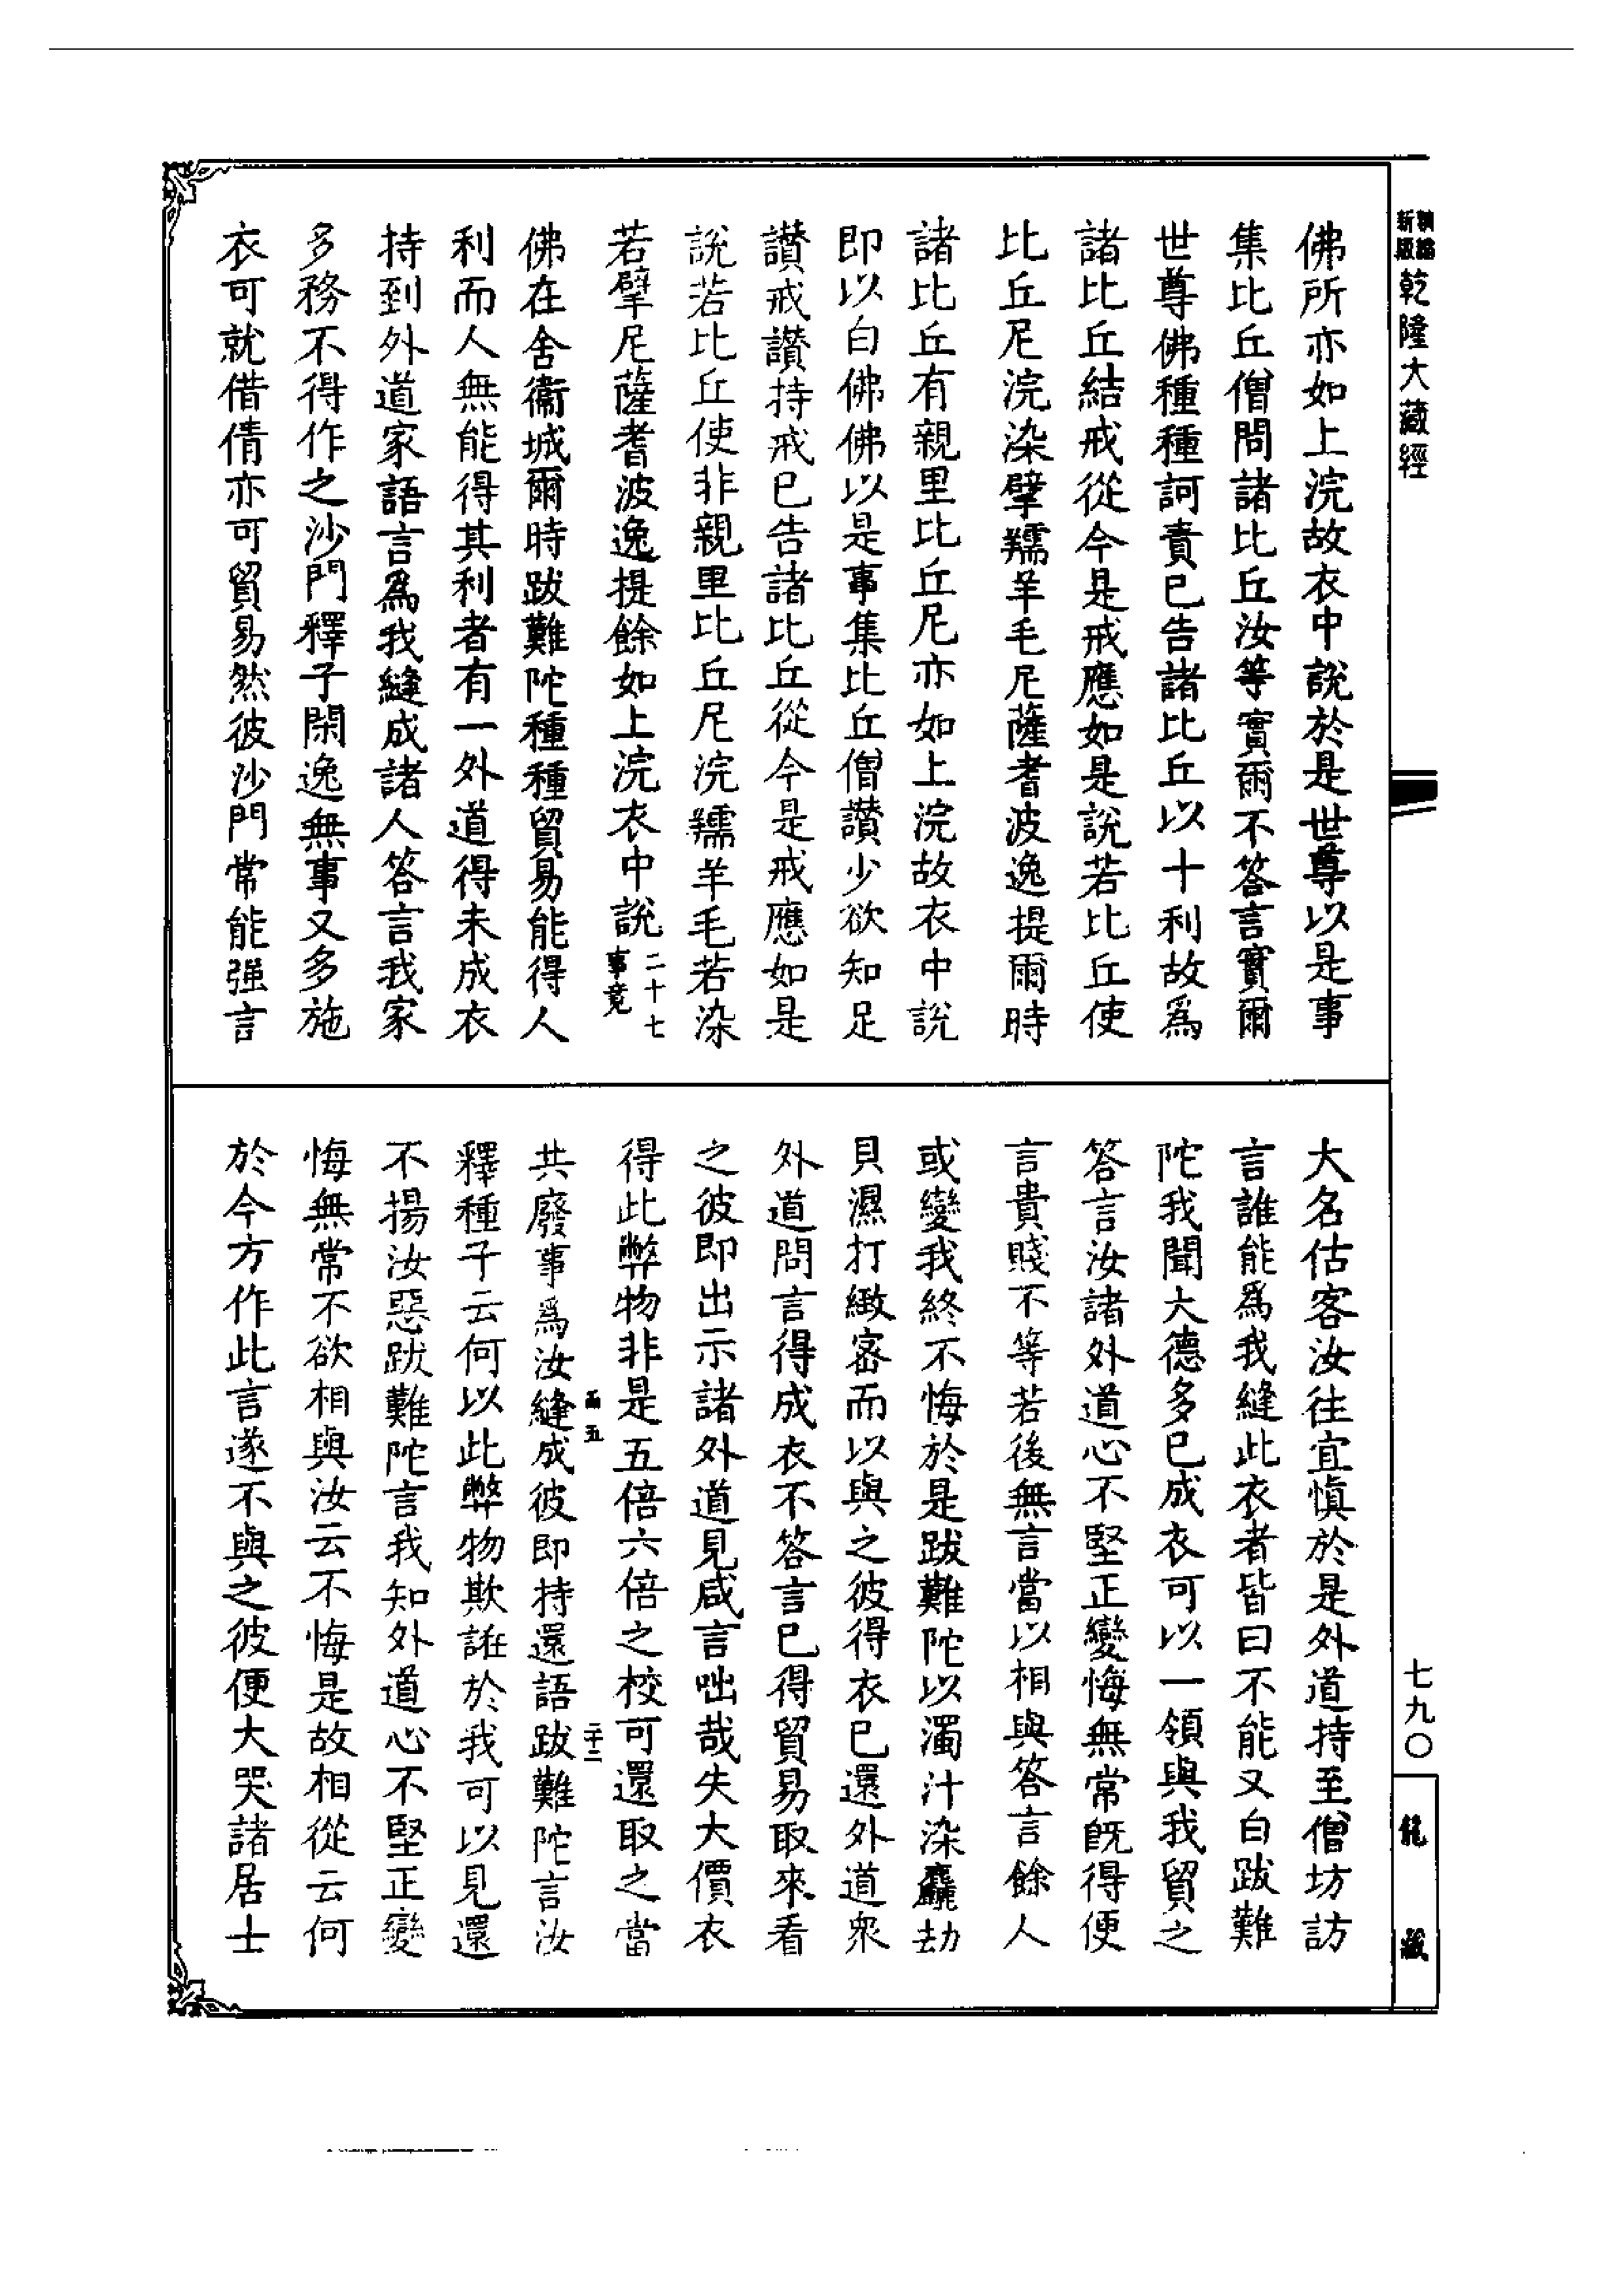 新版
精編
乾隆大藏經
佛所亦如上浣故衣中說於是世尊以是事
集比丘僧問諸比丘汝等實爾不答言實爾
世尊佛種種訶責已告諸比丘以十利故爲
諸比丘結戒從今是戒應如是說若比丘使
比丘尼浣染擘羺羊毛尼薩耆波逸提爾時
諸比丘有親里比丘尼亦如上浣故衣中說
即以白佛佛以是事集比丘僧讚少欲知足
讚戒讚持戒已告諸比丘從今是戒應如是
說若比丘使非親里比丘尼浣羺羊毛若染
若擘尼薩耆波逸提餘如上浣衣中說二十七
事竟
佛在舍衞城爾時跋難陀種種貿易能得人
利而人無能得其利者有一外道得未成衣
持到外道家語言爲我縫成諸人答言我家
多務不得作之沙門釋子閑逸無事又多施
衣可就借倩亦可貿易然彼沙門常能强言
大名估客汝往宜愼於是外道持至僧坊訪
言誰能爲我縫此衣者皆曰不能又白跋難
陀我聞大德多已成衣可以一領與我貿之
答言汝諸外道心不堅正變悔無常旣得便
言貴賤不等若後無言當以相與答言餘人
或變我終不悔於是跋難陀以濁汁染麤劫
貝濕打緻密而以與之彼得衣已還外道衆
外道問言得成衣不答言已得貿易取來看
之彼即出示諸外道見咸言咄哉失大價衣
得此弊物非是五倍六倍之校可還取之當
五
二十二
共廢事爲汝縫成彼即持還語跋難陀言汝
釋種子云何以此弊物欺誑於我可以見還
不揚汝惡跋難陀言我知外道心不堅正變
悔無常不欲相與汝云不悔是故相從云何
於今方作此言遂不與之彼便大哭諸居士
七九〇
龍藏